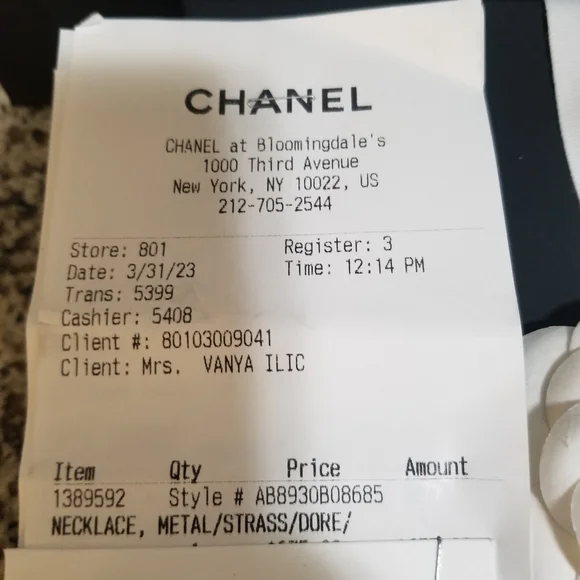 CHANEL
CHANEL at Bloomingdale's
1000 Third Avenue
New York, NY 10022, US
212-705-2544
Store: 801 Register: 3
Date: 3/31/23 Time: 12:14 PM
Trans: 5399
Cashier: 5408
Client #: 80103009041
Client: Mrs. VANYA ILIC
Item Qty Price Amount
1389592 Style # AB8930B08685
NECKLACE, METAL/STRASS/DORE/